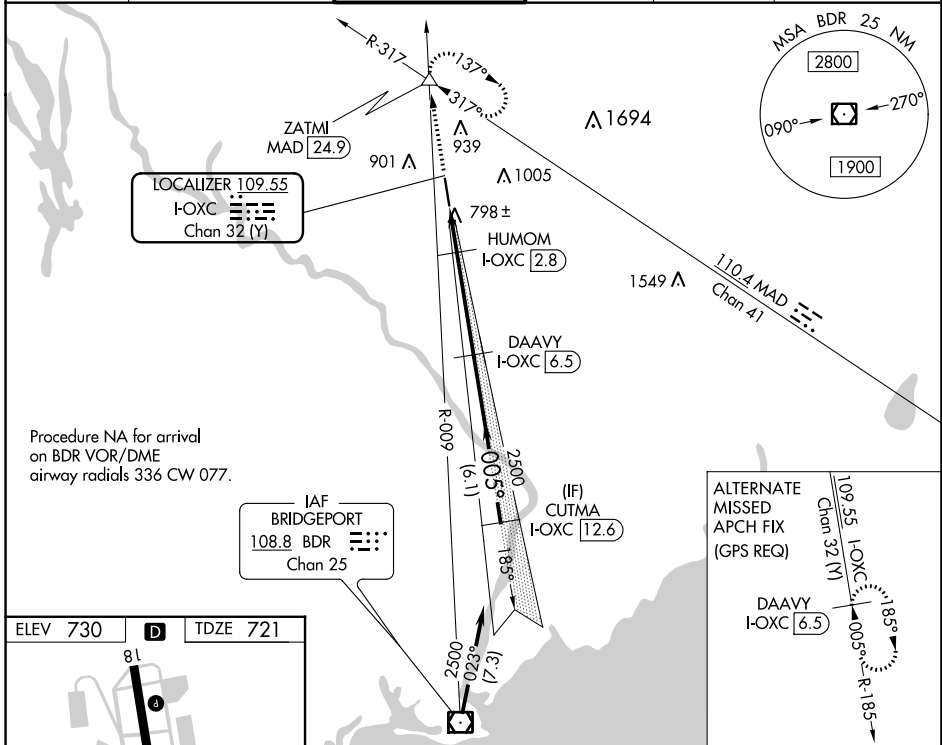 MSA BDR 25 NM
2800
090°
270°
1900
R-317
137°
317°
ZATMI
MAD 24.9
901
939
1694
1005
LOCALIZER 109.55
I-OXC
Chan 32 (Y)
798 ±
HUMOM
I-OXC 2.8
1549
110.4 MAD
Chan 41
DAAVY
I-OXC 6.5
R-009
005°
(6.1)
2500
Procedure NA for arrival
on BDR VOR/DME
airway radials 336 CW 077.
IAF
BRIDGEPORT
108.8 BDR
Chan 25
(IF)
CUTMA
I-OXC 12.6
185°
2500
023°
(7.3)
ALTERNATE
MISSED
APCH FIX
(GPS REQ)
109.55 I-OXC
Chan 32 (Y)
DAAVY
I-OXC 6.5
185°
005°
R-185
ELEV 730
D
TDZE 721
18
P